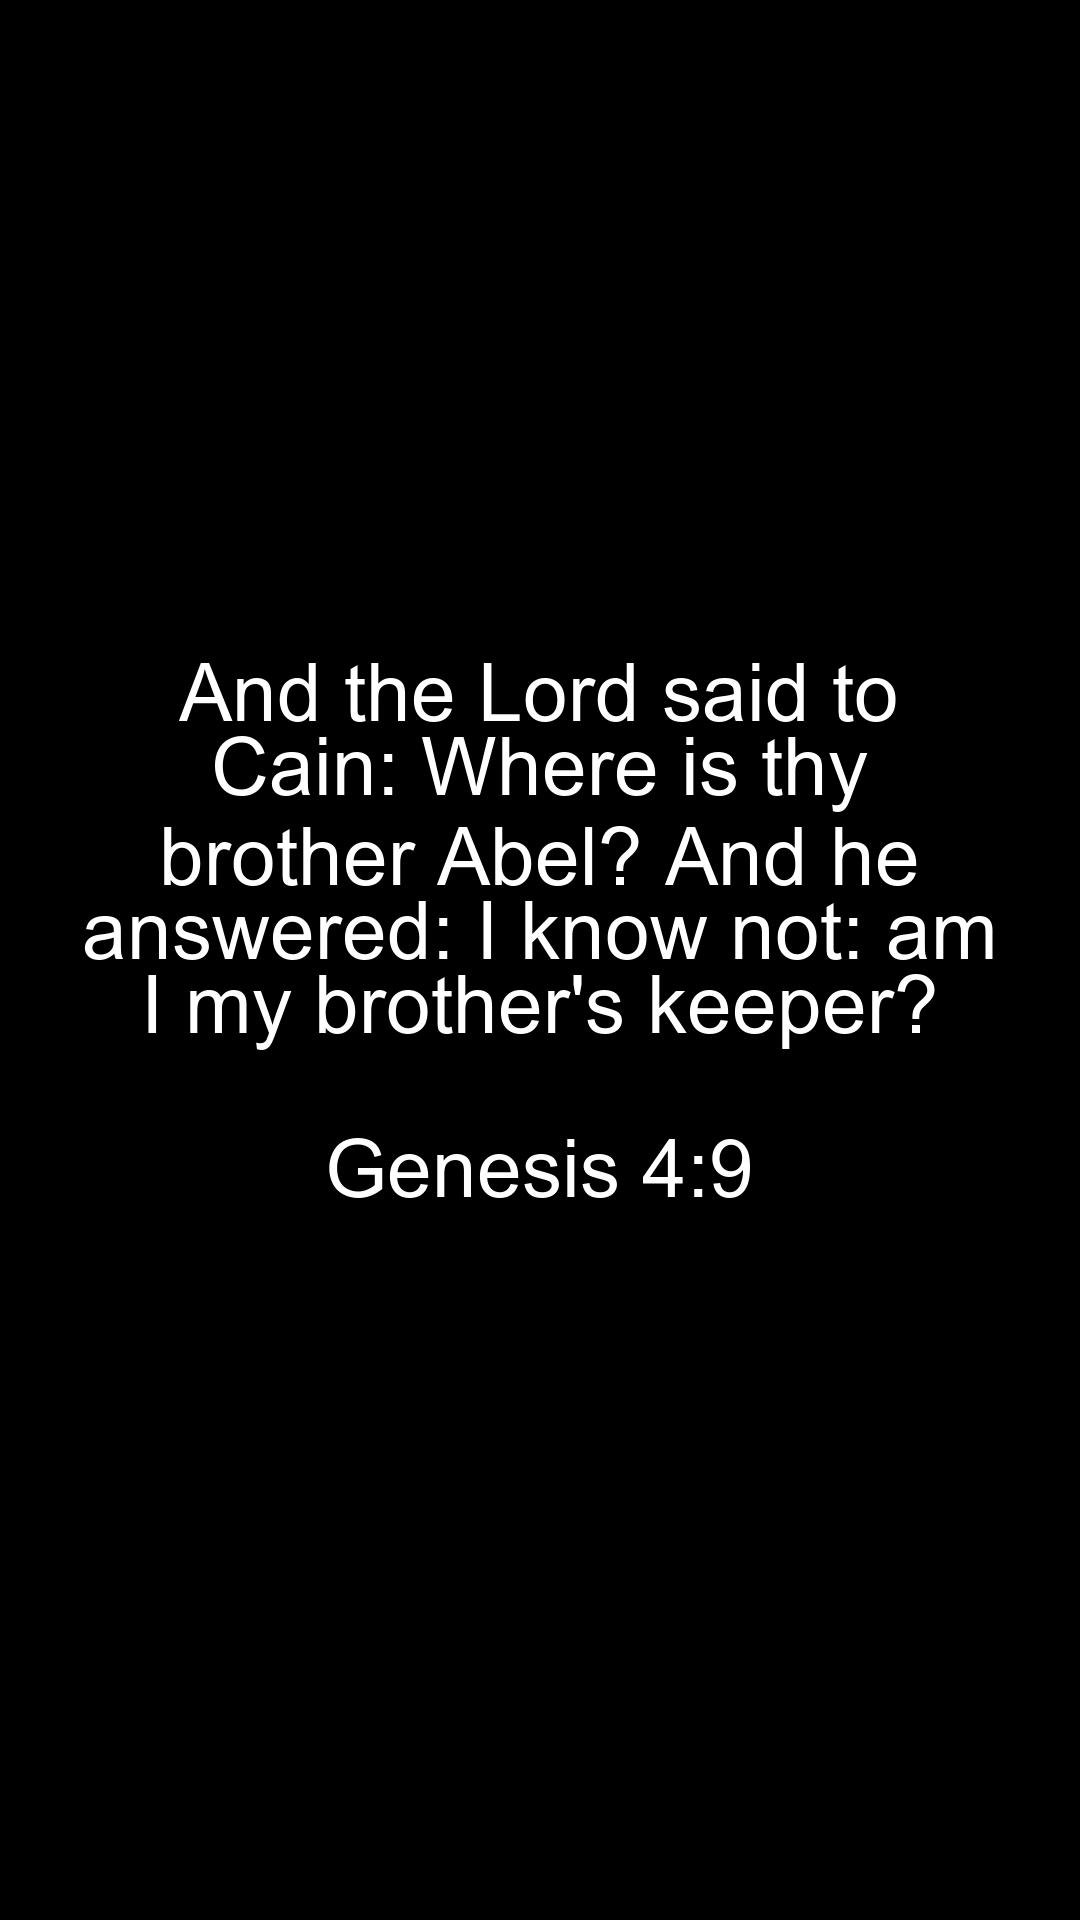 And the Lord said to
Cain: Where is thy
brother Abel? And he
answered: I know not: am
I my brother's keeper?
Genesis 4:9